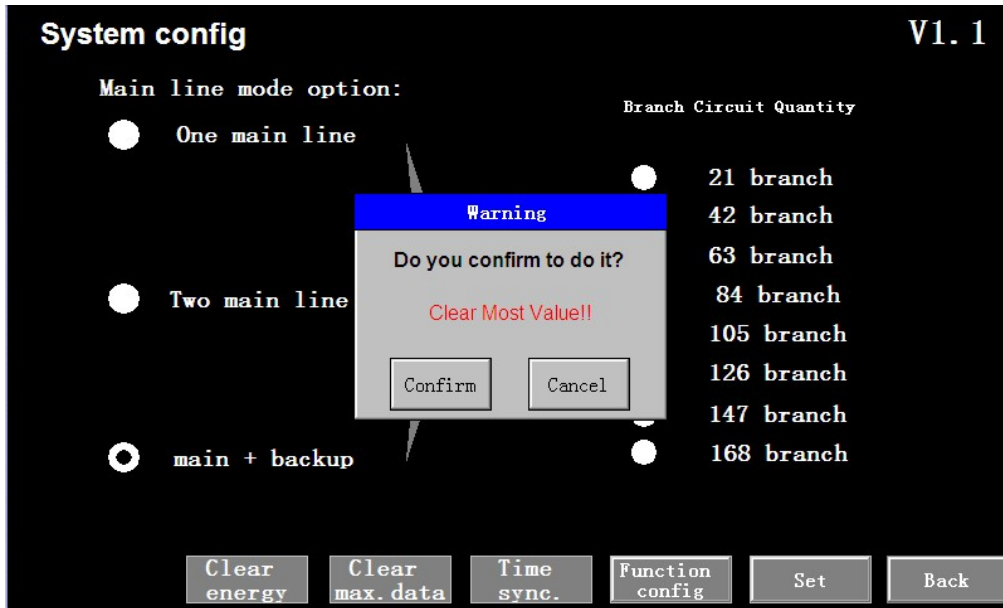 System config
V1.1
Main line mode option:
Branch Circuit Quantity
One main line
21 branch
Warning
42 branch
Do you confirm to do it?
63 branch
Two main line
84 branch
Clear Most Value!!
105 branch
Confirm
Cancel
126 branch
147 branch
main + backup
168 branch
Clear
energy
Clear
max.data
Time
sync.
Function
config
Set
Back